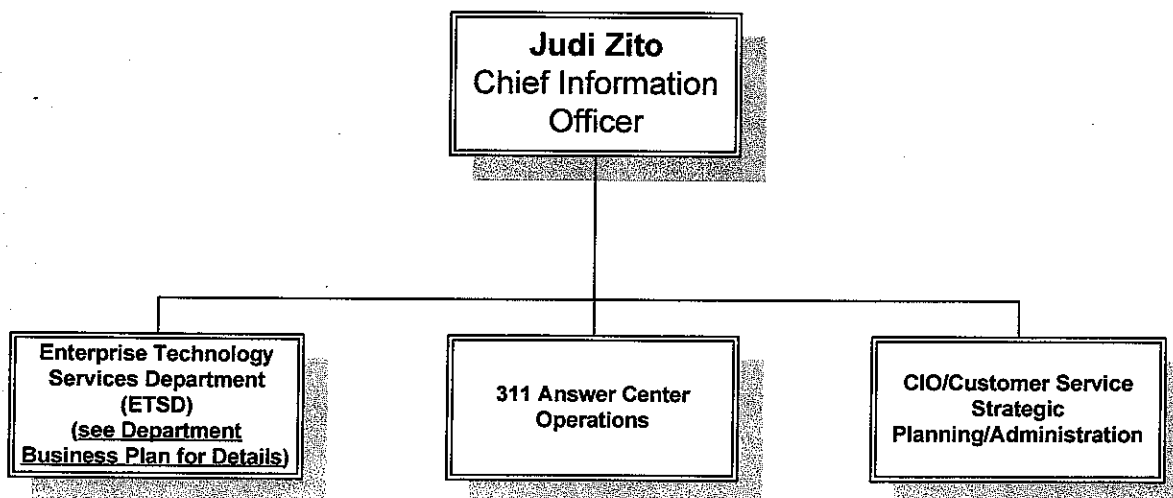 Judi Zito
Chief Information
Officer
Enterprise Technology
Services Department
(ETSD)
(see Department
Business Plan for Details)
311 Answer Center
Operations
CIO/Customer Service
Strategic
Planning/Administration